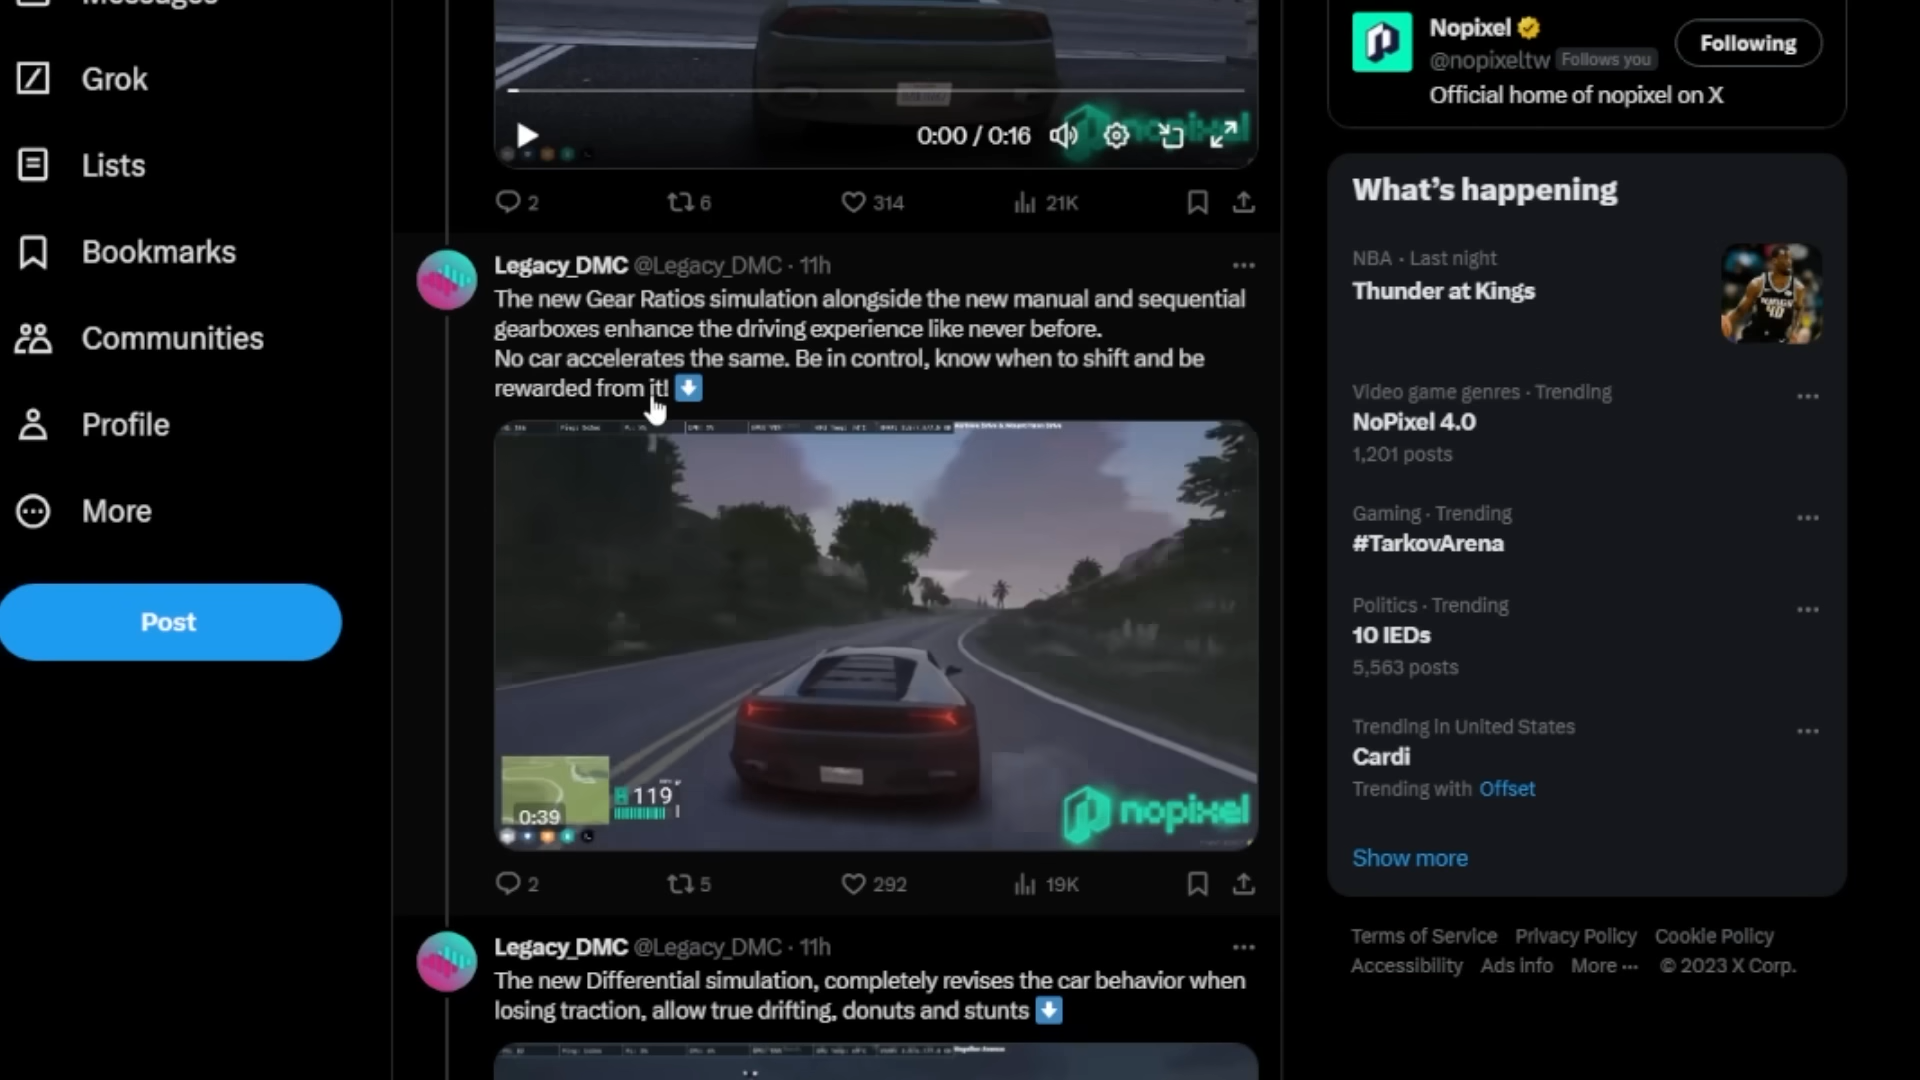 Messages
Grok
Lists
Bookmarks
Communities
Profile
More
Post
0:00 / 0:16
nopixel
2
6
314
21K
Legacy_DMC @Legacy_DMC · 11h
The new Gear Ratios simulation alongside the new manual and sequential
gearboxes enhance the driving experience like never before.
No car accelerates the same. Be in control, know when to shift and be
rewarded from it! ⬇️
119
0:39
nopixel
2
5
292
19K
Legacy_DMC @Legacy_DMC · 11h
The new Differential simulation, completely revises the car behavior when
losing traction, allow true drifting, donuts and stunts ⬇️
Nopixel
@nopixeltw Follows you
Following
Official home of nopixel on X
What’s happening
NBA · Last night
Thunder at Kings
Video game genres · Trending
NoPixel 4.0
1,201 posts
Gaming · Trending
#TarkovArena
Politics · Trending
10 IEDs
5,563 posts
Trending in United States
Cardi
Trending with Offset
Show more
Terms of Service Privacy Policy Cookie Policy
Accessibility Ads info More ··· © 2023 X Corp.